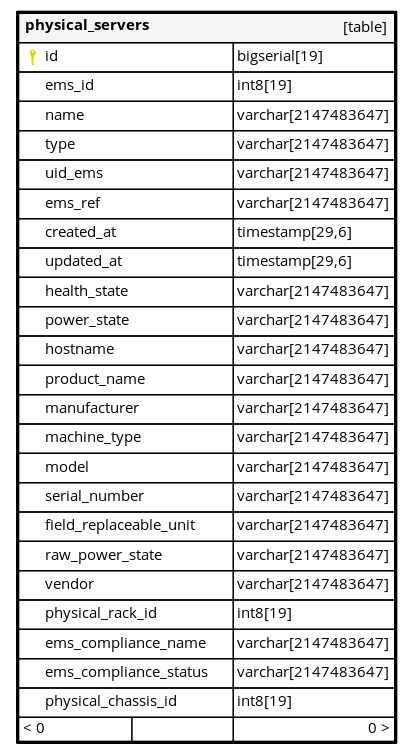 physical_servers [table]
id bigserial[19]
ems_id int8[19]
name varchar[2147483647]
type varchar[2147483647]
uid_ems varchar[2147483647]
ems_ref varchar[2147483647]
created_at timestamp[29,6]
updated_at timestamp[29,6]
health_state varchar[2147483647]
power_state varchar[2147483647]
hostname varchar[2147483647]
product_name varchar[2147483647]
manufacturer varchar[2147483647]
machine_type varchar[2147483647]
model varchar[2147483647]
serial_number varchar[2147483647]
field_replaceable_unit varchar[2147483647]
raw_power_state varchar[2147483647]
vendor varchar[2147483647]
physical_rack_id int8[19]
ems_compliance_name varchar[2147483647]
ems_compliance_status varchar[2147483647]
physical_chassis_id int8[19]
< 0 0 >